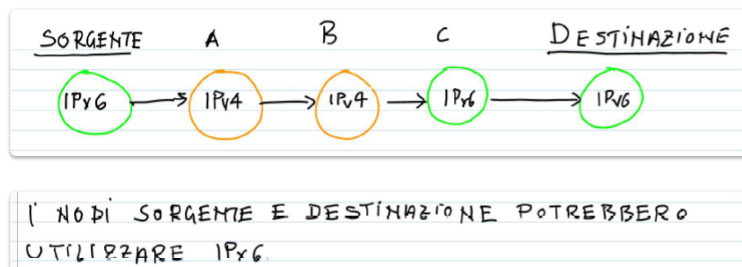 SORGENTE A B C DESTINAZIONE
IPv6 IPv4 IPv4 IPv6 IPv6
I NODI SORGENTE E DESTINAZIONE POTREBBERO
UTILIZZARE IPv6.